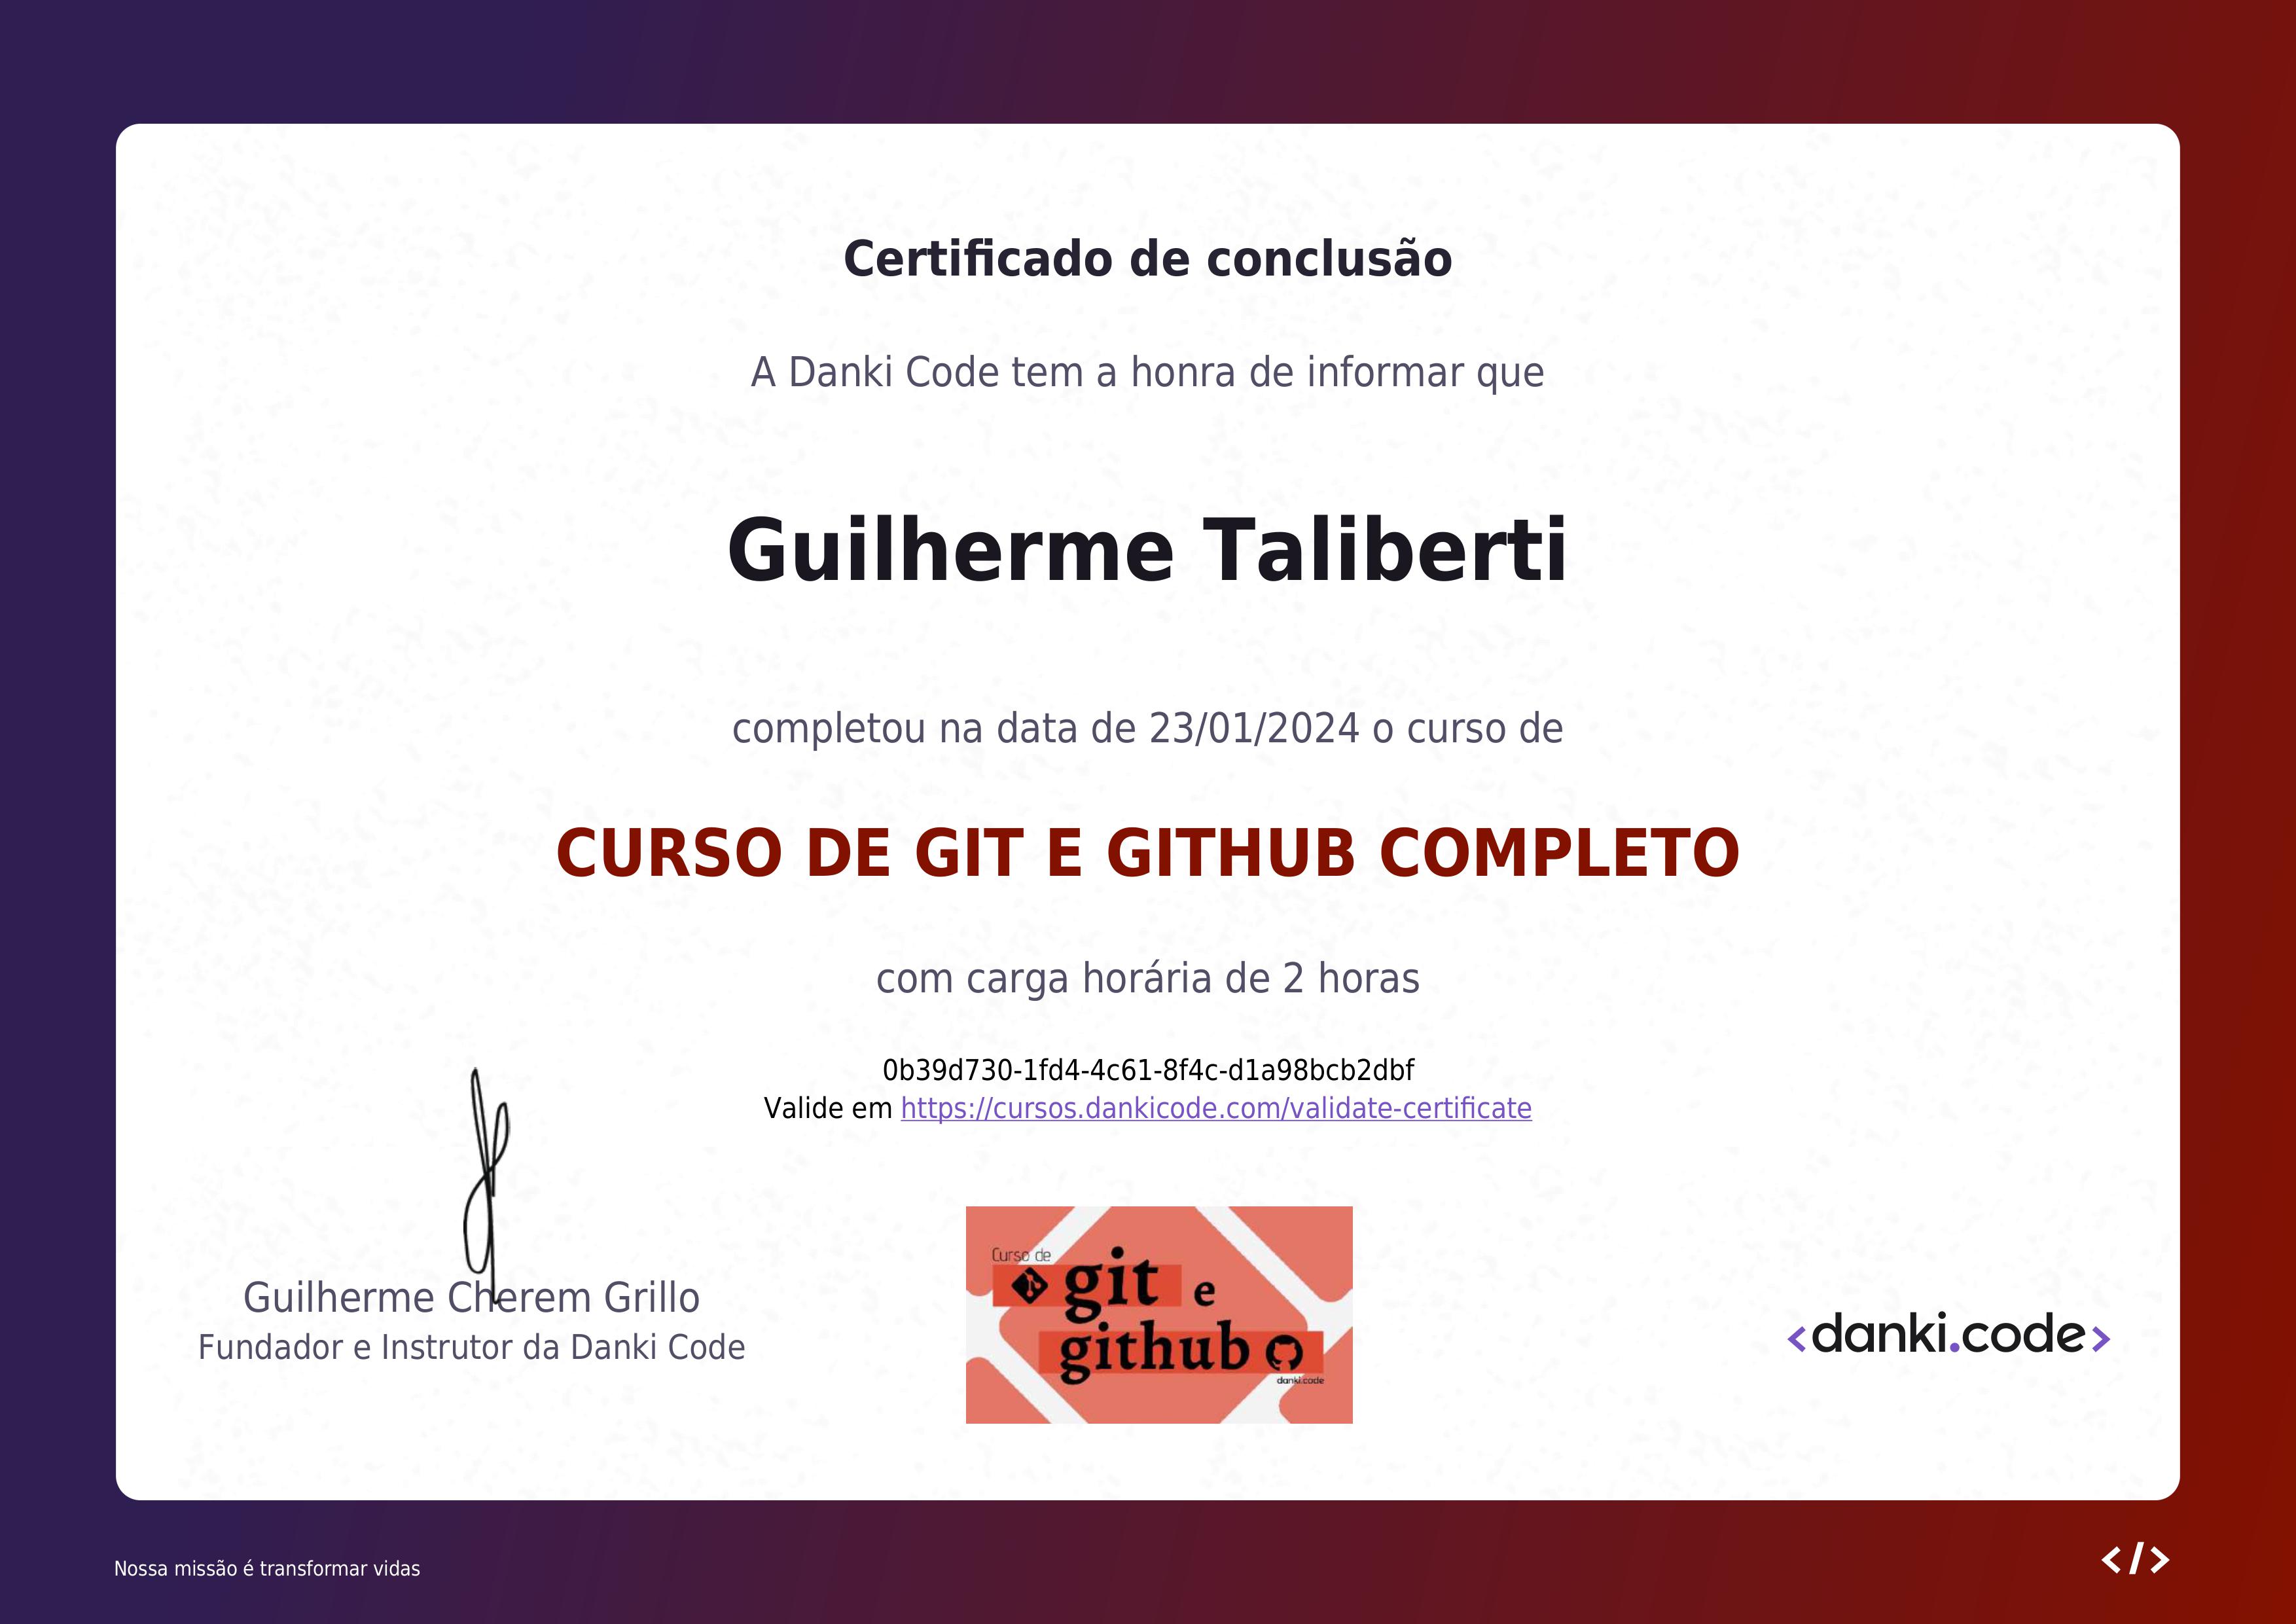 Certificado de conclusão
A Danki Code tem a honra de informar que
Guilherme Taliberti
completou na data de 23/01/2024 o curso de
CURSO DE GIT E GITHUB COMPLETO
com carga horária de 2 horas
0b39d730-1fd4-4c61-8f4c-d1a98bcb2dbf
Valide em https://cursos.dankicode.com/validate-certificate
Guilherme Cherem Grillo
Fundador e Instrutor da Danki Code
Curso de
git e
github
danki.code
<danki.code>
Nossa missão é transformar vidas
</>